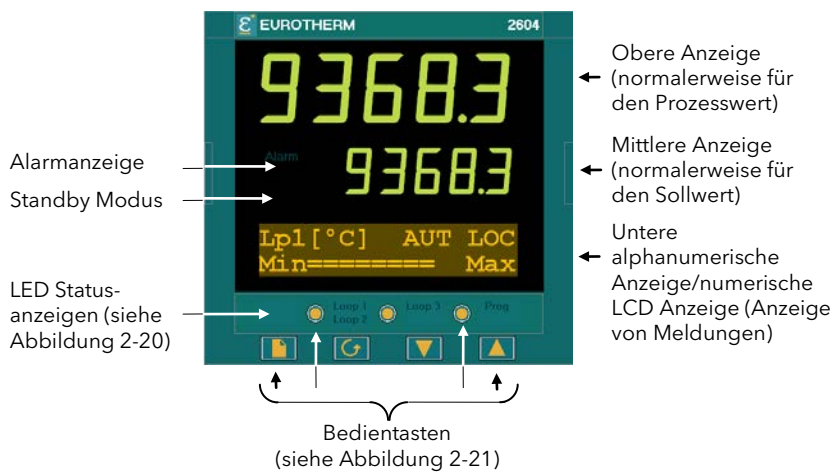 EUROTHERM 2604
9368.3
Alarm
9368.3
Lp1[°C] AUT LOC
Min======== Max
Loop 1
Loop 2
Loop 3
Prog
Alarmanzeige
Standby Modus
LED Status-
anzeigen (siehe
Abbildung 2-20)
Obere Anzeige
(normalerweise für
den Prozesswert)
Mittlere Anzeige
(normalerweise für
den Sollwert)
Untere
alphanumerische
Anzeige/numerische
LCD Anzeige (Anzeige
von Meldungen)
Bedientasten
(siehe Abbildung 2-21)